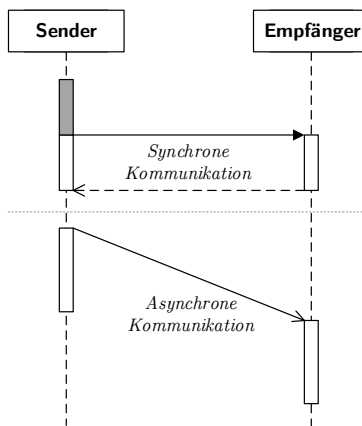 Sender
Empfänger
Synchrone
Kommunikation
Asynchrone
Kommunikation